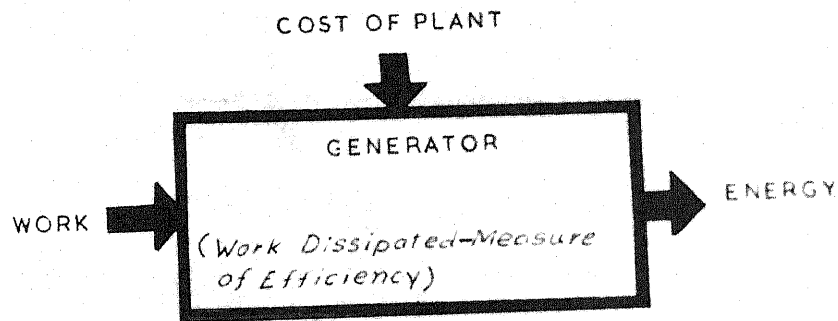 COST OF PLANT
GENERATOR
WORK
ENERGY
(Work Dissipated-Measure
of Efficiency)